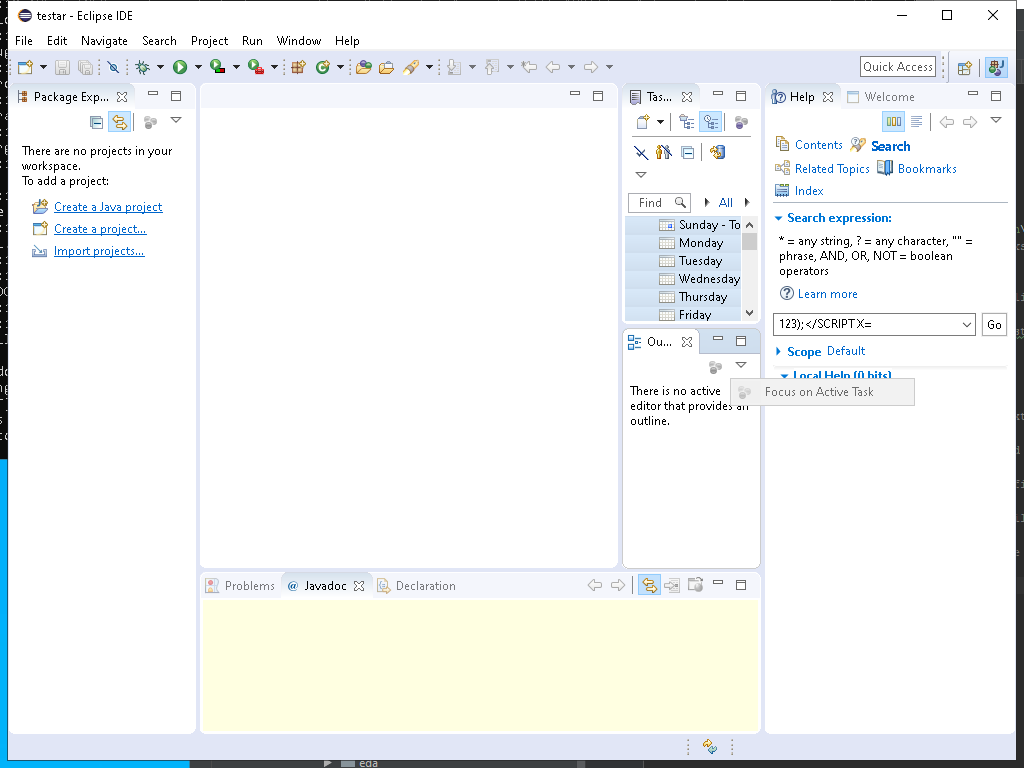 testar - Eclipse IDE
File Edit Navigate Search Project Run Window Help
Quick Access
Package Exp...
There are no projects in your
workspace.
To add a project:
Create a Java project
Create a project...
Import projects...
Tas...
Find
All
Sunday - To
Monday
Tuesday
Wednesday
Thursday
Friday
Ou...
There is no active
editor that provides an
outline.
Focus on Active Task
Help
Welcome
Contents Search
Related Topics Bookmarks
Index
Search expression:
* = any string, ? = any character, "" =
phrase, AND, OR, NOT = boolean
operators
Learn more
123);</SCRIPTX=
Go
Scope Default
Local Help (0 hits)
Problems @ Javadoc Declaration
eda